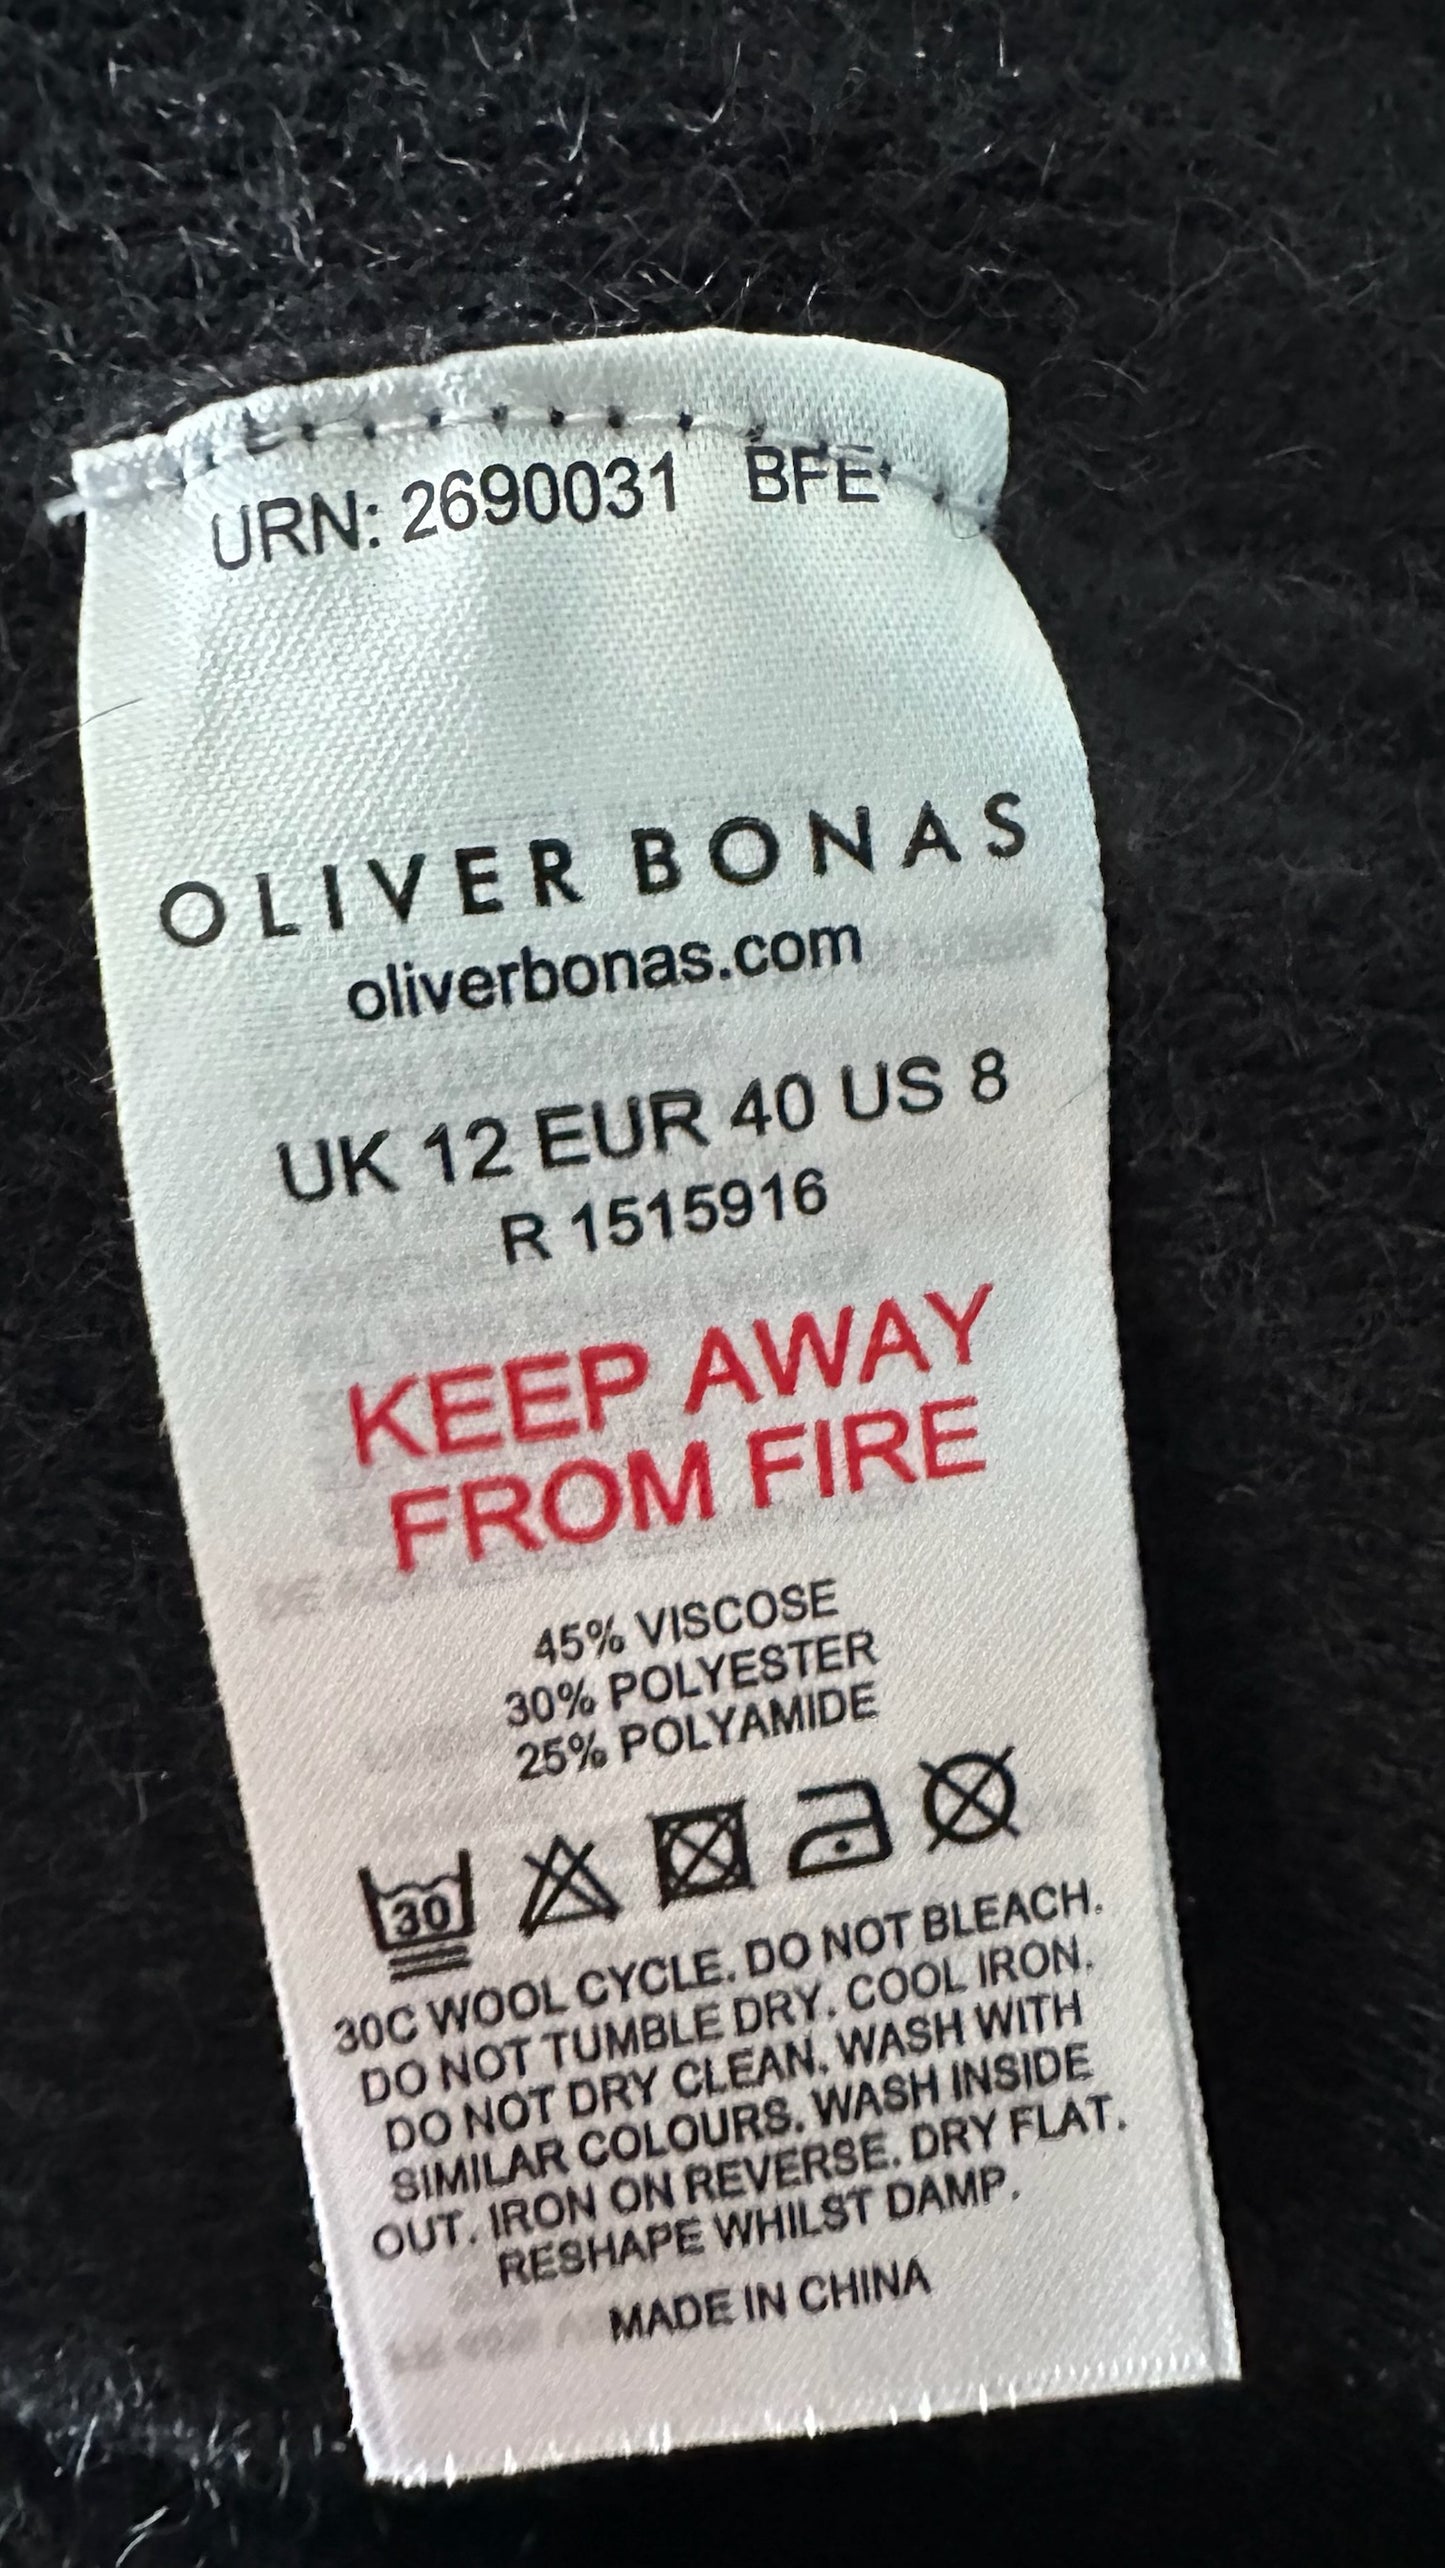 URN: 2690031 BFE
OLIVER BONAS
oliverbonas.com
UK 12 EUR 40 US 8
R 1515916
KEEP AWAY
FROM FIRE
45% VISCOSE
30% POLYESTER
25% POLYAMIDE
30
30C WOOL CYCLE. DO NOT BLEACH.
DO NOT TUMBLE DRY. COOL IRON.
DO NOT DRY CLEAN. WASH WITH
SIMILAR COLOURS. WASH INSIDE
OUT. IRON ON REVERSE. DRY FLAT.
RESHAPE WHILST DAMP.
MADE IN CHINA